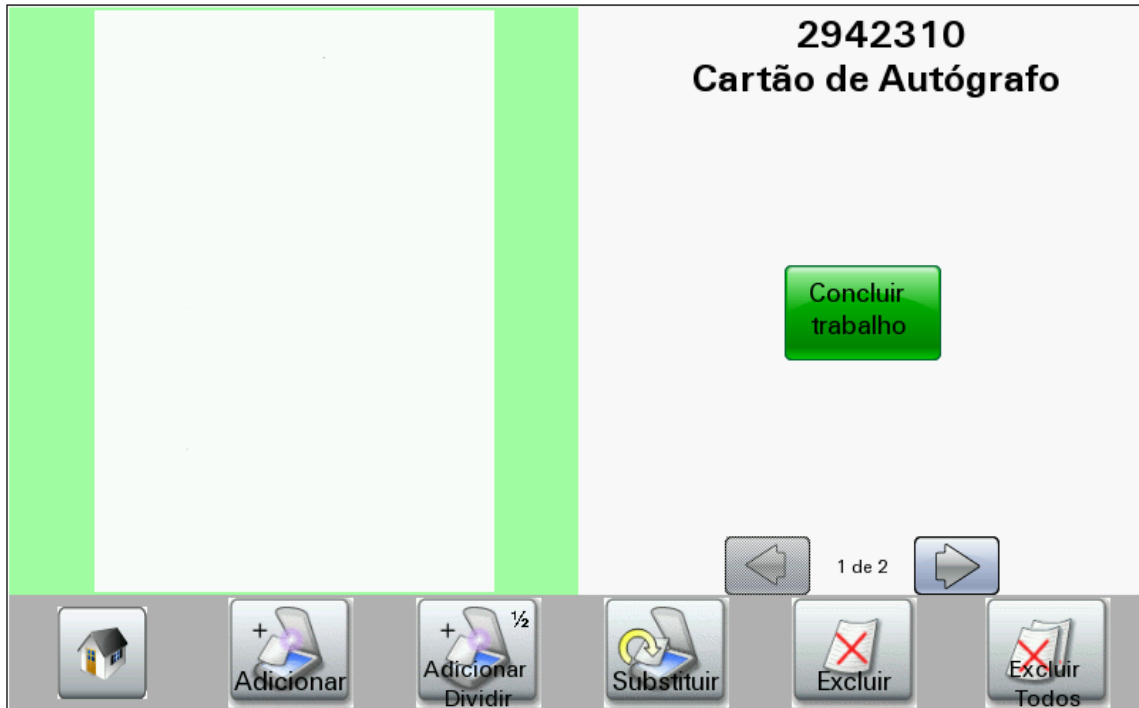 2942310
Cartão de Autógrafo
Concluir
trabalho
1 de 2
+
Adicionar
+ ½
Adicionar
Dividir
Substituir
Excluir
Excluir
Todos